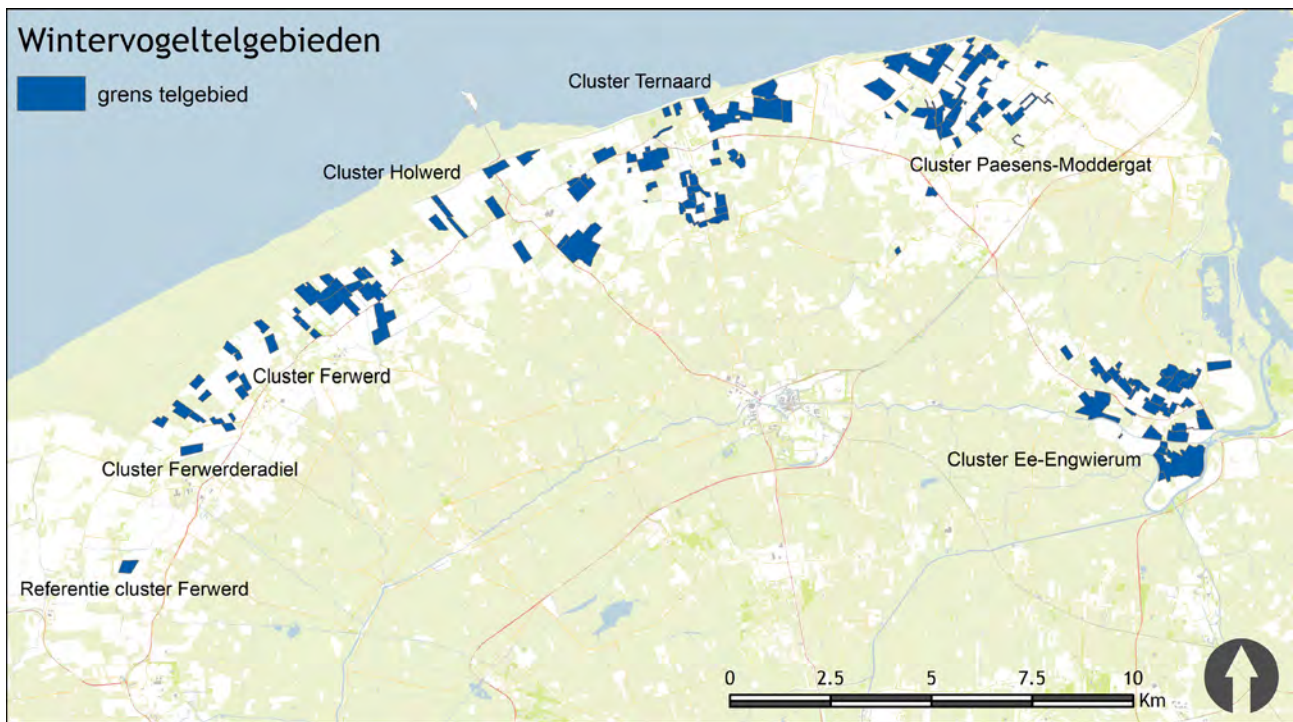 Wintervogeltelgebieden
grens telgebied
Cluster Ternaard
Cluster Holwerd
Cluster Paesens-Moddergat
Cluster Ferwerd
Cluster Ferwerderadiel
Cluster Ee-Engwierum
Referentie cluster Ferwerd
0 2.5 5 7.5 10
Km